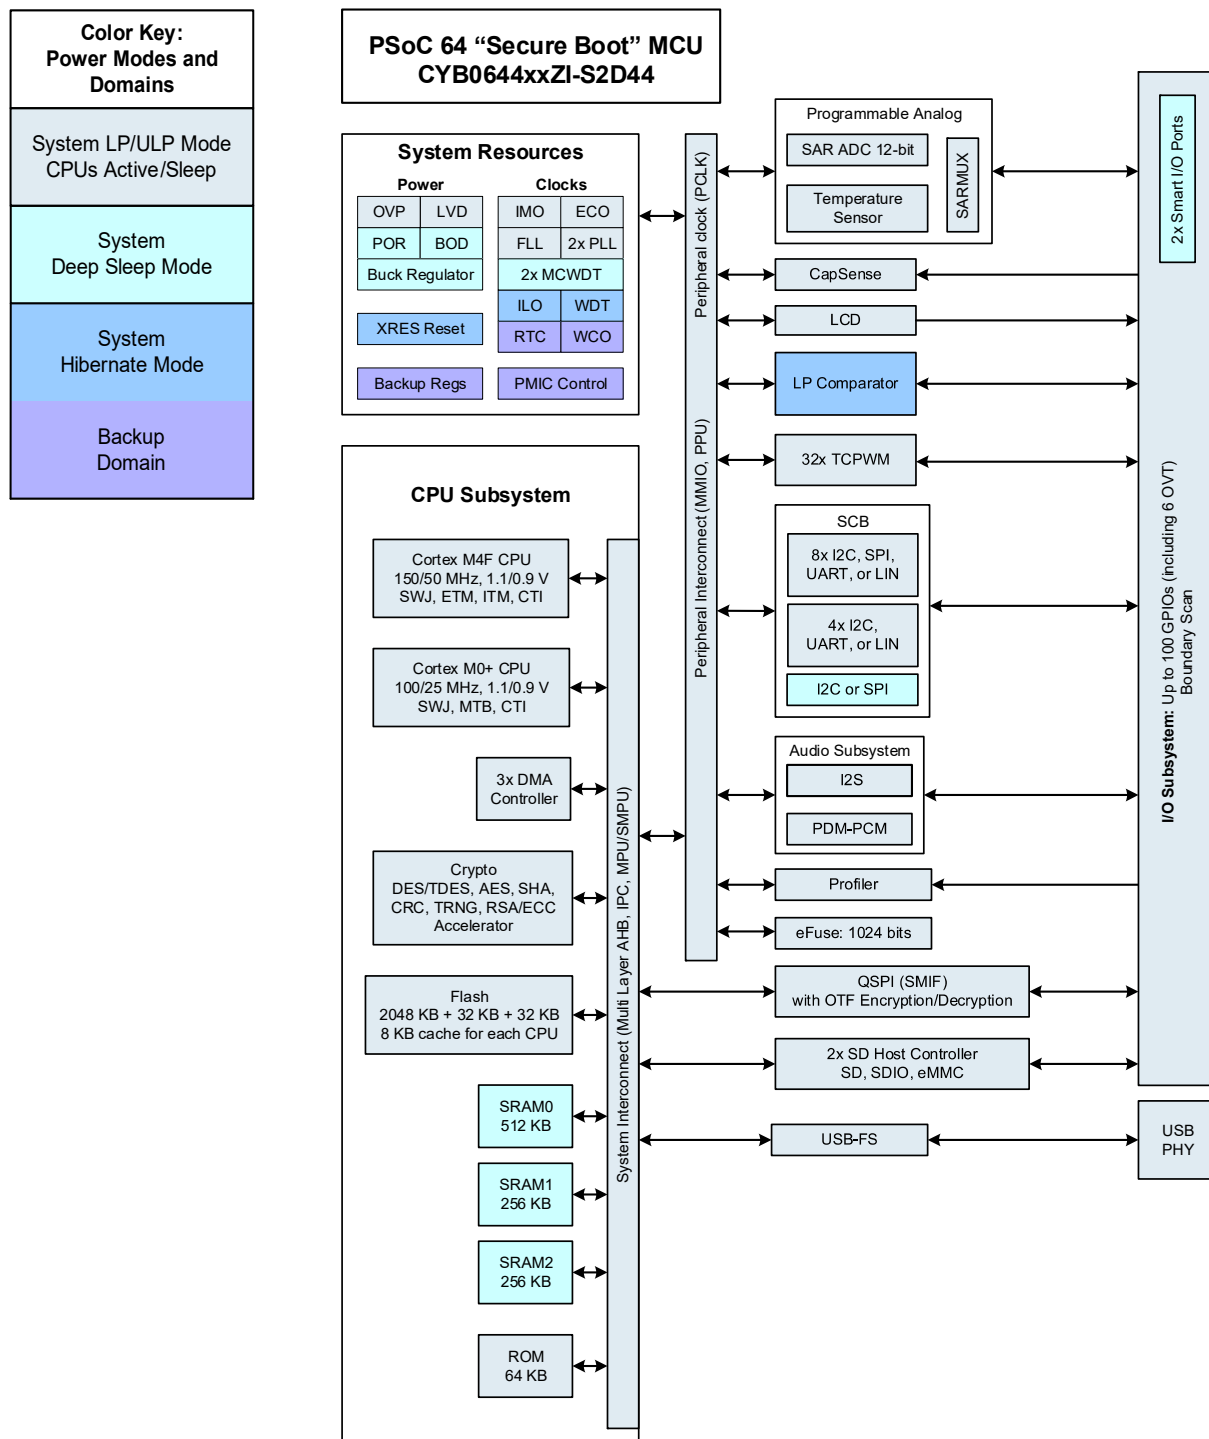 Color Key:
Power Modes and
Domains
System LP/ULP Mode
CPUs Active/Sleep
System
Deep Sleep Mode
System
Hibernate Mode
Backup
Domain
PSoC 64 “Secure Boot” MCU
CYB0644xxZI-S2D44
System Resources
Power
Clocks
OVP
LVD
IMO
ECO
POR
BOD
FLL
2x PLL
Buck Regulator
2x MCWDT
ILO
WDT
XRES Reset
RTC
WCO
Backup Regs
PMIC Control
CPU Subsystem
Cortex M4F CPU
150/50 MHz, 1.1/0.9 V
SWJ, ETM, ITM, CTI
Cortex M0+ CPU
100/25 MHz, 1.1/0.9 V
SWJ, MTB, CTI
3x DMA
Controller
Crypto
DES/TDES, AES, SHA,
CRC, TRNG, RSA/ECC
Accelerator
Flash
2048 KB + 32 KB + 32 KB
8 KB cache for each CPU
SRAM0
512 KB
SRAM1
256 KB
SRAM2
256 KB
ROM
64 KB
System Interconnect (Multi Layer AHB, IPC, MPU/SMPU)
Peripheral clock (PCLK)
Peripheral Interconnect (MMIO, PPU)
Programmable Analog
SAR ADC 12-bit
Temperature
Sensor
SARMUX
CapSense
LCD
LP Comparator
32x TCPWM
SCB
8x I2C, SPI,
UART, or LIN
4x I2C,
UART, or LIN
I2C or SPI
Audio Subsystem
I2S
PDM-PCM
Profiler
eFuse: 1024 bits
QSPI (SMIF)
with OTF Encryption/Decryption
2x SD Host Controller
SD, SDIO, eMMC
USB-FS
2x Smart I/O Ports
I/O Subsystem: Up to 100 GPIOs (including 6 OVT)
Boundary Scan
USB
PHY